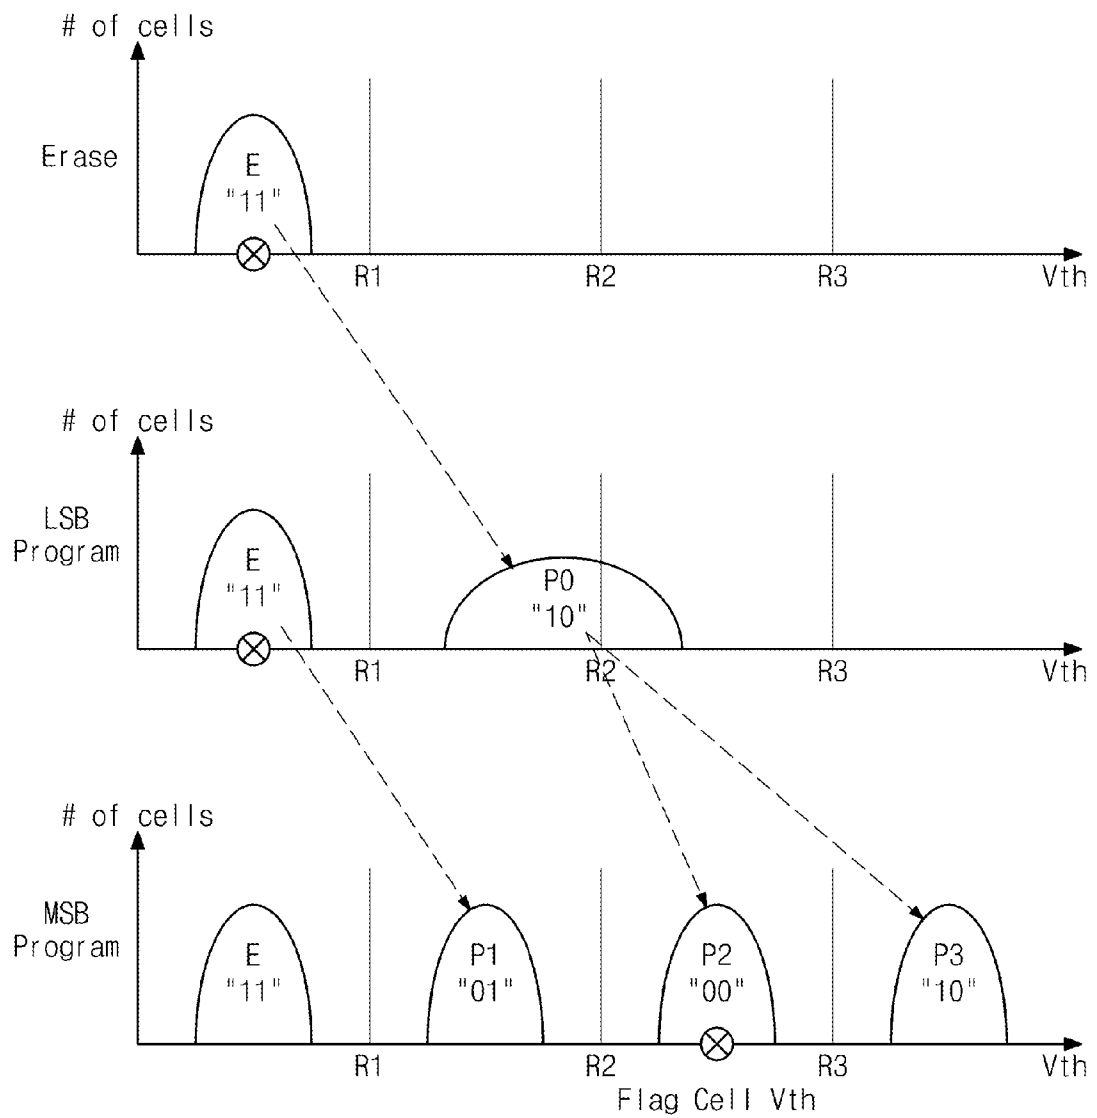 # of cells
Erase
E
"11"
R1 R2 R3 Vth
# of cells
LSB
Program
E
"11"
P0
"10"
R1 R2 R3 Vth
# of cells
MSB
Program
E
"11"
P1
"01"
P2
"00"
P3
"10"
R1 R2 R3 Vth
Flag Cell Vth